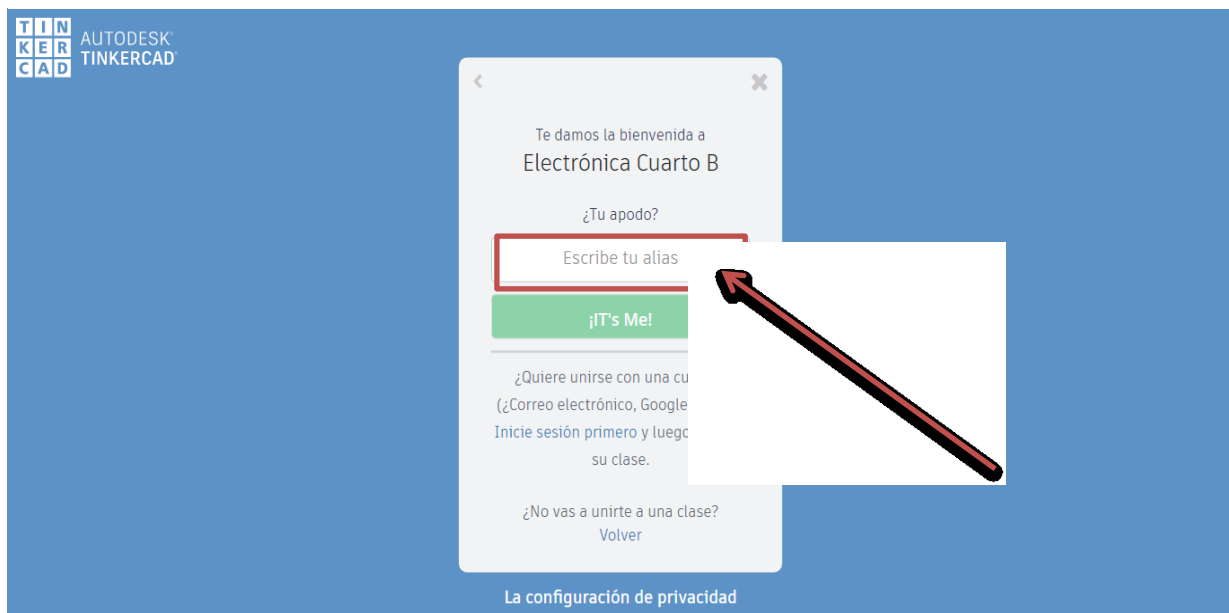 TIN
KER
CAD
AUTODESK®
TINKERCAD®
Te damos la bienvenida a
Electrónica Cuarto B
¿Tu apodo?
Escribe tu alias
¡IT's Me!
¿Quiere unirse con una
(¿Correo electrónico, Google
Inicie sesión primero y luego
su clase.
¿No vas a unirte a una clase?
Volver
La configuración de privacidad